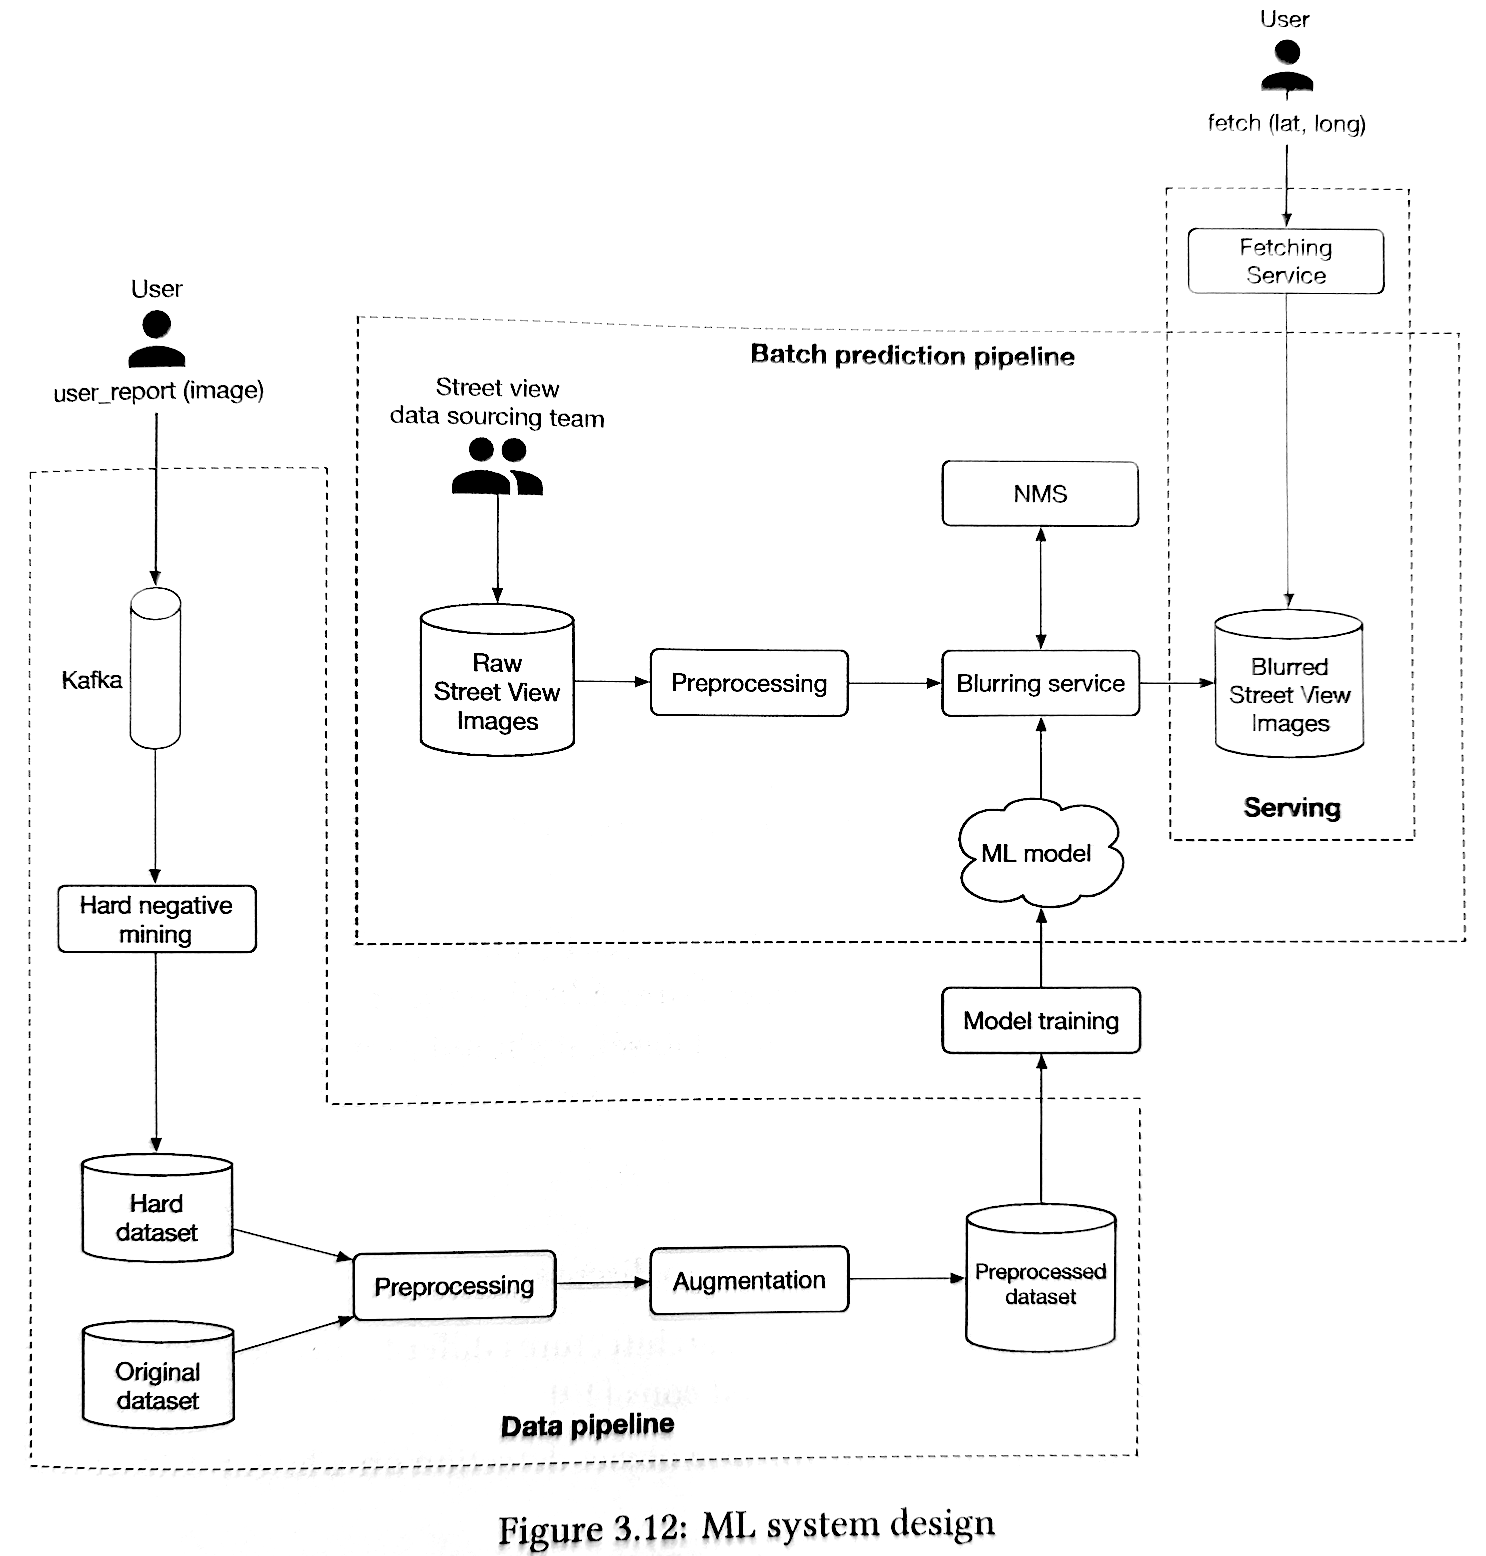 User
fetch (lat, long)
Fetching
Service
User
user_report (image)
Batch prediction pipeline
Street view
data sourcing team
NMS
Kafka
Raw
Street View
Images
Preprocessing
Blurring service
Blurred
Street View
Images
Serving
ML model
Hard negative
mining
Model training
Hard
dataset
Preprocessing
Augmentation
Preprocessed
dataset
Original
dataset
Data pipeline
Figure 3.12: ML system design